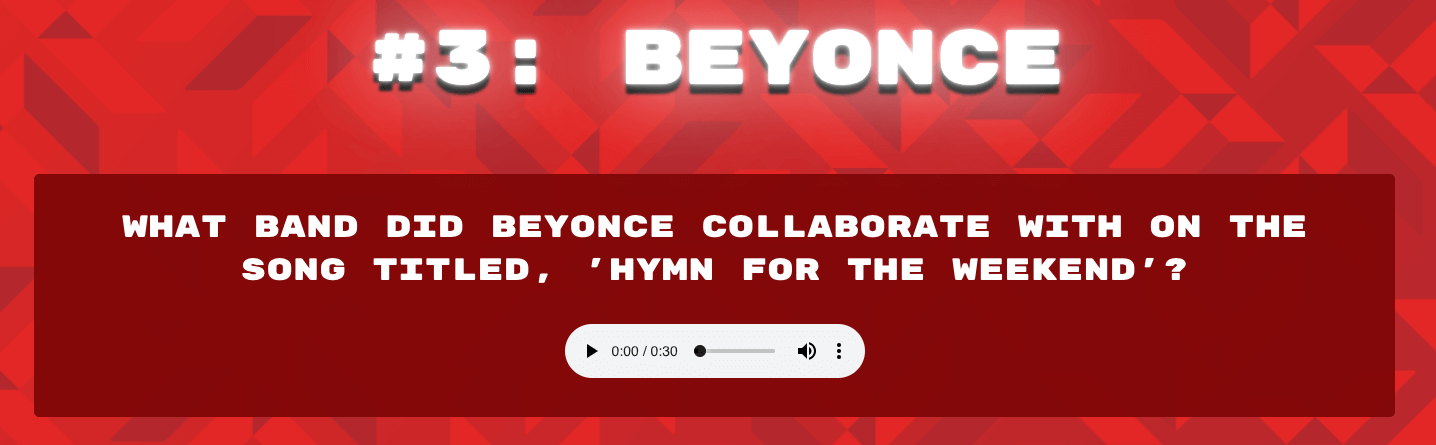 #3: BEYONCE
WHAT BAND DID BEYONCE COLLABORATE WITH ON THE
SONG TITLED, 'HYMN FOR THE WEEKEND'?
0:00 / 0:30